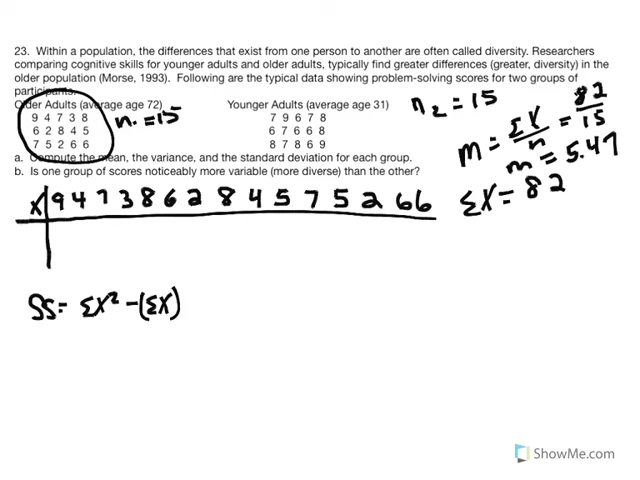 23. Within a population, the differences that exist from one person to another are often called diversity. Researchers
comparing cognitive skills for younger adults and older adults, typically find greater differences (greater, diversity) in the
older population (Morse, 1993). Following are the typical data showing problem-solving scores for two groups of
participants.
Older Adults (average age 72) Younger Adults (average age 31)
9 4 7 3 8 7 9 6 7 8
6 2 8 4 5 6 7 6 6 8
7 5 2 6 6 8 7 8 6 9
n. = 15
n2 = 15
a. Compute the mean, the variance, and the standard deviation for each group.
b. Is one group of scores noticeably more variable (more diverse) than the other?
m = ΣX/n = 82/15
m = 5.47
ΣX = 82
X 9 4 7 3 8 6 2 8 4 5 7 5 2 6 6
SS = ΣX² - (ΣX)
ShowMe.com